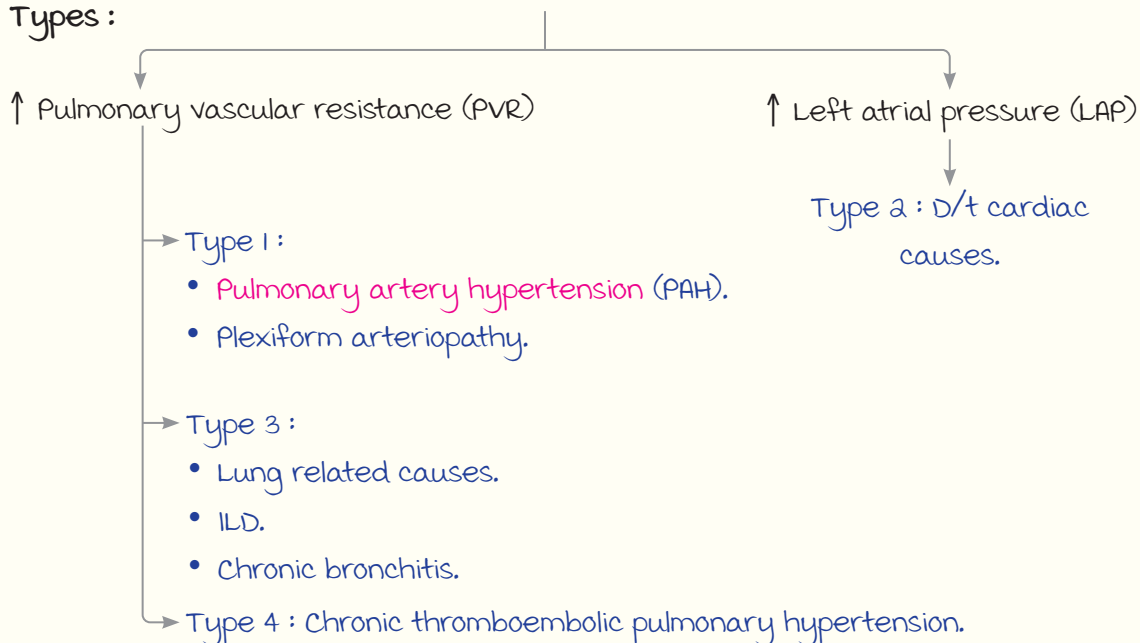 Types :
↑ Pulmonary vascular resistance (PVR)
↑ Left atrial pressure (LAP)
Type 2 : D/t cardiac
causes.
Type 1 :
• Pulmonary artery hypertension (PAH).
• Plexiform arteriopathy.
Type 3 :
• Lung related causes.
• ILD.
• Chronic bronchitis.
Type 4 : Chronic thromboembolic pulmonary hypertension.